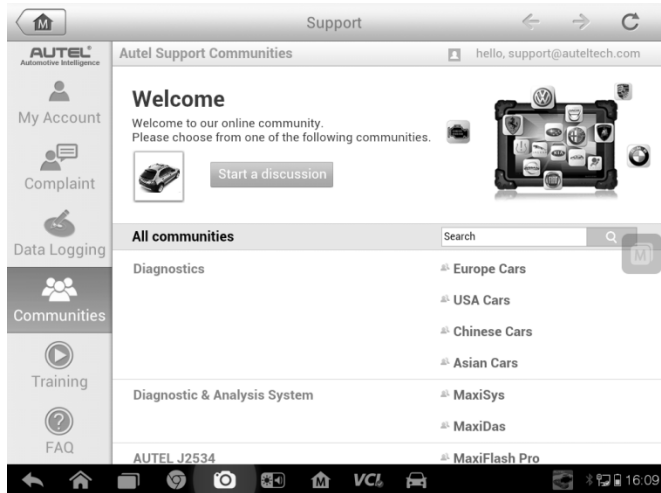 Support
AUTEL®
Automotive Intelligence
Autel Support Communities
hello, support@auteltech.com
My Account
Complaint
Data Logging
Communities
Training
FAQ
Welcome
Welcome to our online community.
Please choose from one of the following communities.
Start a discussion
All communities
Search
Diagnostics
Europe Cars
USA Cars
Chinese Cars
Asian Cars
Diagnostic & Analysis System
MaxiSys
MaxiDas
AUTEL J2534
MaxiFlash Pro
VCI
16:09